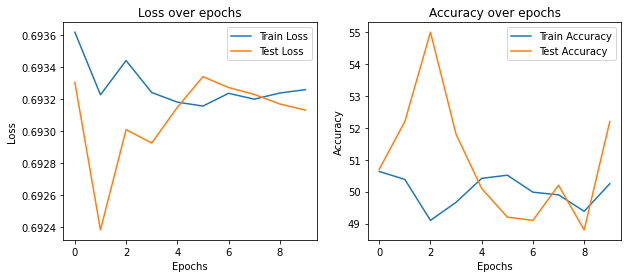 Loss over epochs
Train Loss
Test Loss
0.6936
0.6934
0.6932
0.6930
0.6928
0.6926
0.6924
Loss
0 2 4 6 8
Epochs
Accuracy over epochs
Train Accuracy
Test Accuracy
55
54
53
52
51
50
49
Accuracy
0 2 4 6 8
Epochs